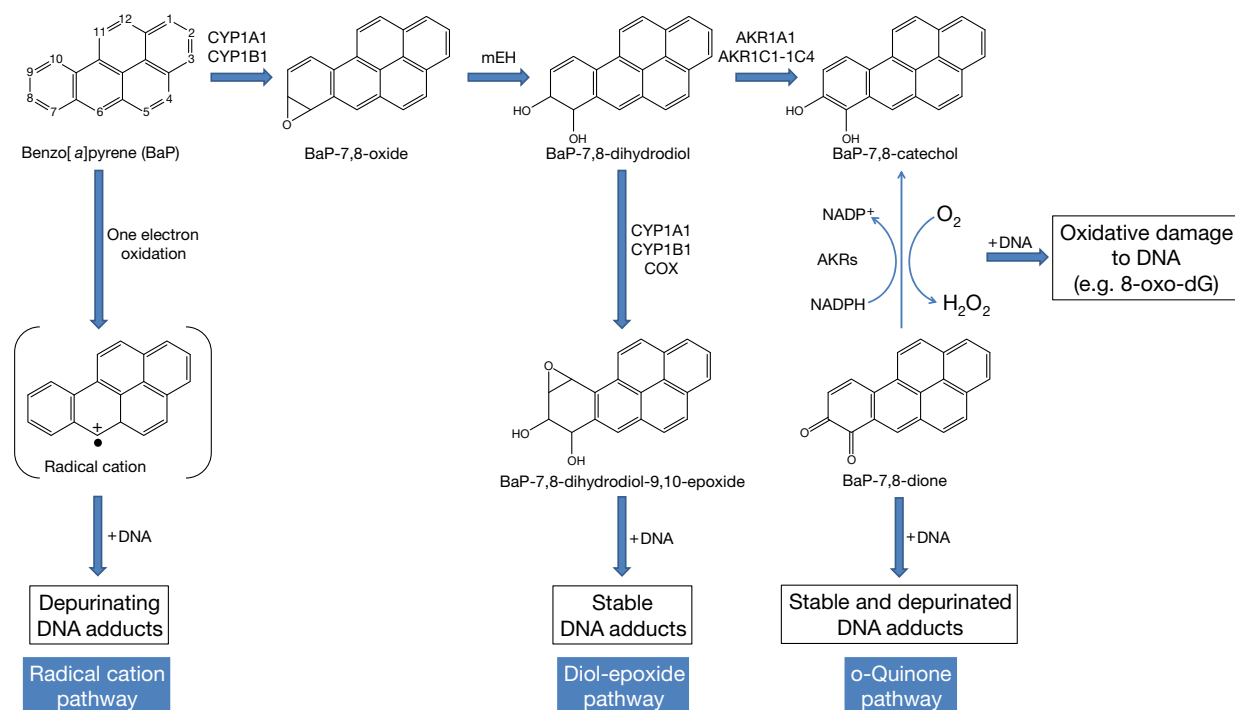 12
1
11
2
10
3
9
8
4
7
6
5
Benzo[ a]pyrene (BaP)
CYP1A1
CYP1B1
O
BaP-7,8-oxide
mEH
HO
OH
BaP-7,8-dihydrodiol
AKR1A1
AKR1C1-1C4
HO
OH
BaP-7,8-catechol
One electron
oxidation
CYP1A1
CYP1B1
COX
NADP+
O2
AKRs
NADPH
H2O2
+DNA
Oxidative damage
to DNA
(e.g. 8-oxo-dG)
+
•
Radical cation
O
HO
OH
BaP-7,8-dihydrodiol-9,10-epoxide
O
O
BaP-7,8-dione
+DNA
+DNA
+DNA
Depurinating
DNA adducts
Stable
DNA adducts
Stable and depurinated
DNA adducts
Radical cation
pathway
Diol-epoxide
pathway
o-Quinone
pathway